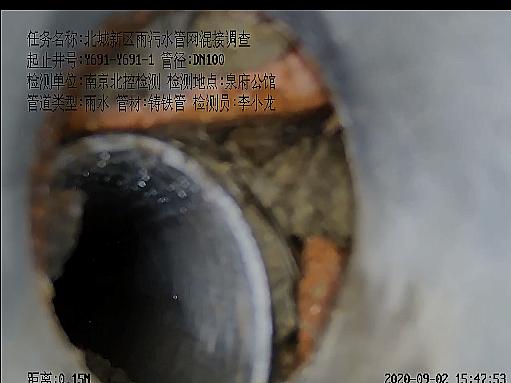 任务名称:北城新区雨污水管网混接调查
起止井号:Y691-Y691-1 管径:DN100
检测单位:南京北控检测 检测地点:泉府公馆
管道类型:雨水 管材:铸铁管 检测员:李小龙
距离:0.15M 2020-09-02 15:47:53